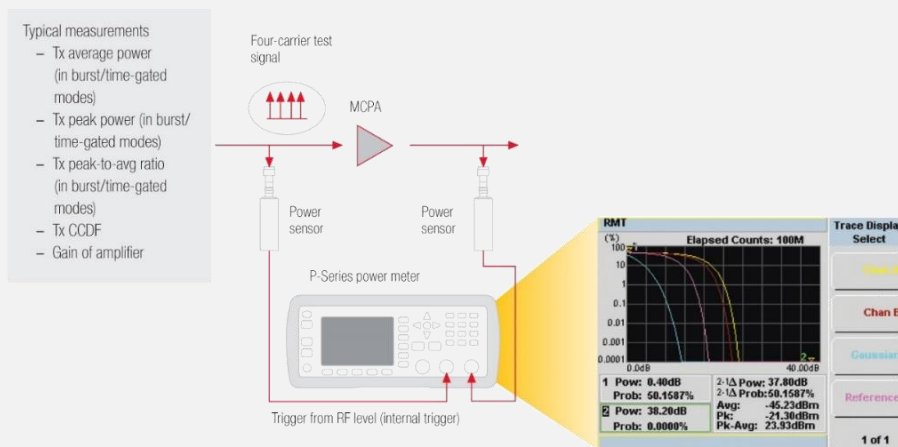 Typical measurements
– Tx average power
(in burst/time-gated
modes)
– Tx peak power (in burst/
time-gated modes)
– Tx peak-to-avg ratio
(in burst/time-gated
modes)
– Tx CCDF
– Gain of amplifier
Four-carrier test
signal
MCPA
Power
sensor
Power
sensor
P-Series power meter
Trigger from RF level (internal trigger)
RMT
(%)
Elapsed Counts: 100M
100
10
1
0.1
0.01
0.001
0.0001
1
2
0.0dB
40.00dB
1 Pow: 0.40dB
Prob: 50.1587%
2 Pow: 38.20dB
Prob: 0.0000%
2-1Δ Pow: 37.80dB
2-1Δ Prob:50.1587%
Avg: -45.23dBm
Pk: -21.30dBm
Pk-Avg: 23.93dBm
Trace Displa
Select
Chan B
Gaussian
Reference
1 of 1